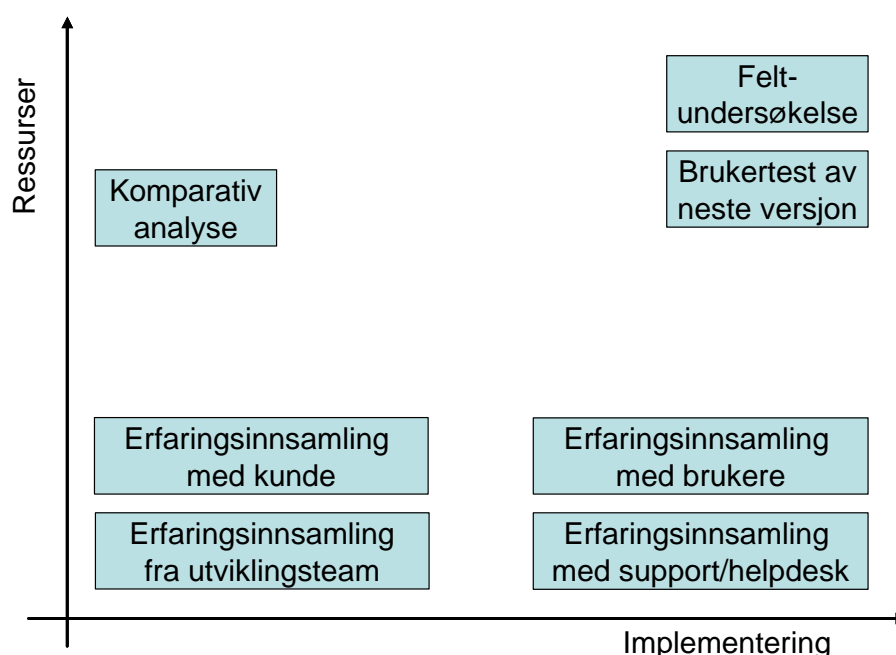 Ressurser
Felt-
undersøkelse
Komparativ
analyse
Brukertest av
neste versjon
Erfaringsinnsamling
med kunde
Erfaringsinnsamling
med brukere
Erfaringsinnsamling
fra utviklingsteam
Erfaringsinnsamling
med support/helpdesk
Implementering